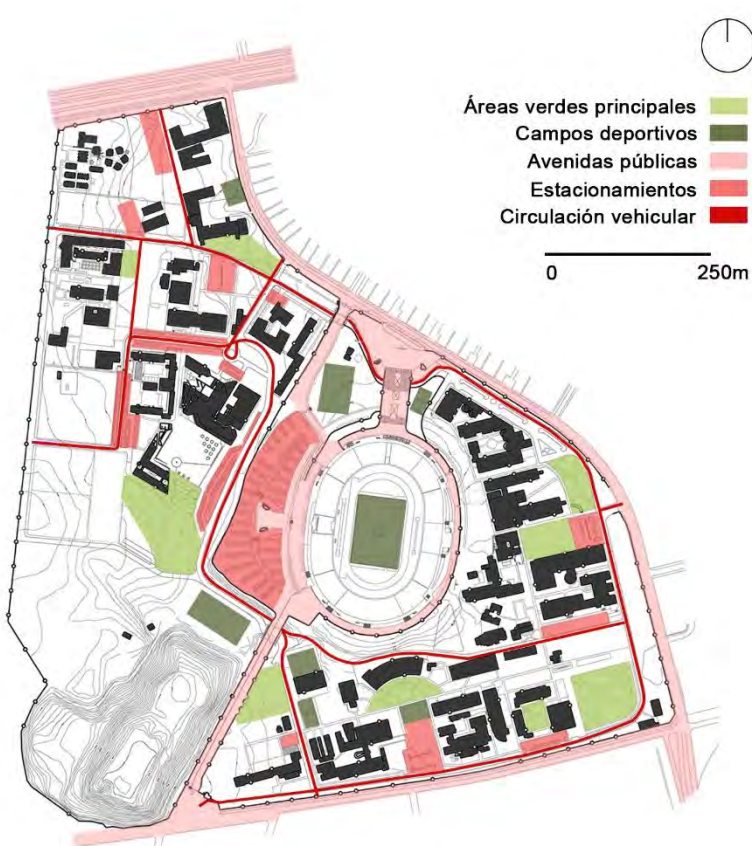 Áreas verdes principales
Campos deportivos
Avenidas públicas
Estacionamientos
Circulación vehicular
0 250m